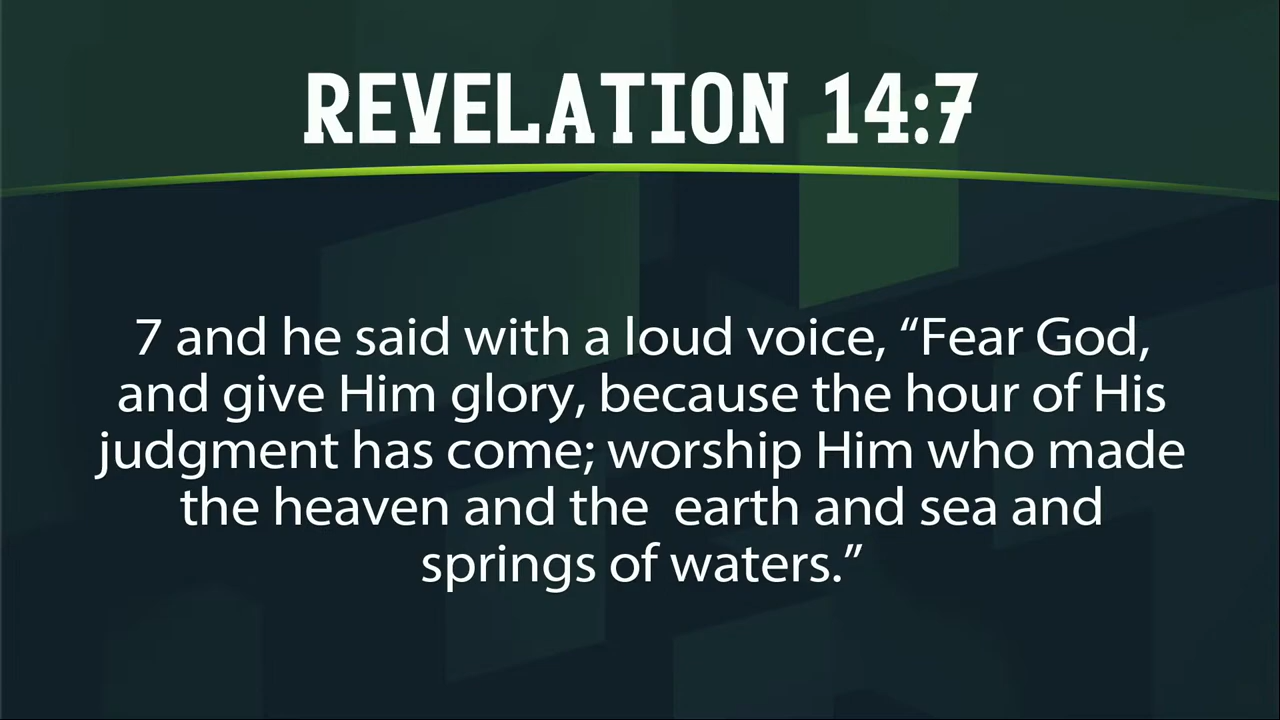 REVELATION 14:7
7 and he said with a loud voice, “Fear God,
and give Him glory, because the hour of His
judgment has come; worship Him who made
the heaven and the  earth and sea and
springs of waters.”